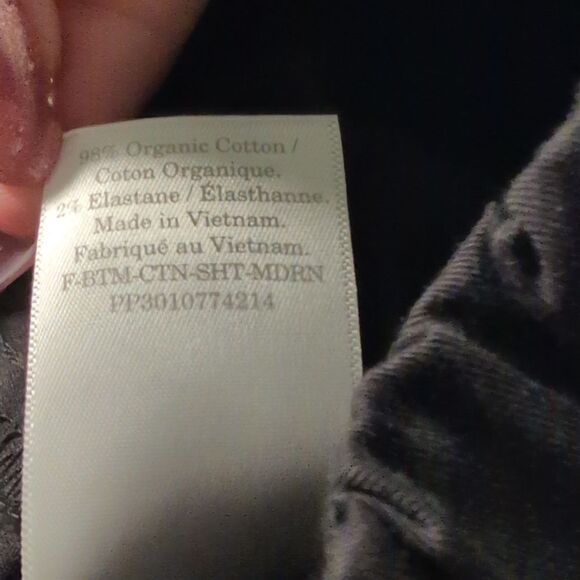 98% Organic Cotton /
Coton Organique.
2% Elastane / Élasthanne.
Made in Vietnam.
Fabriqué au Vietnam.
F-BTM-CTN-SHT-MDRN
PP3010774214